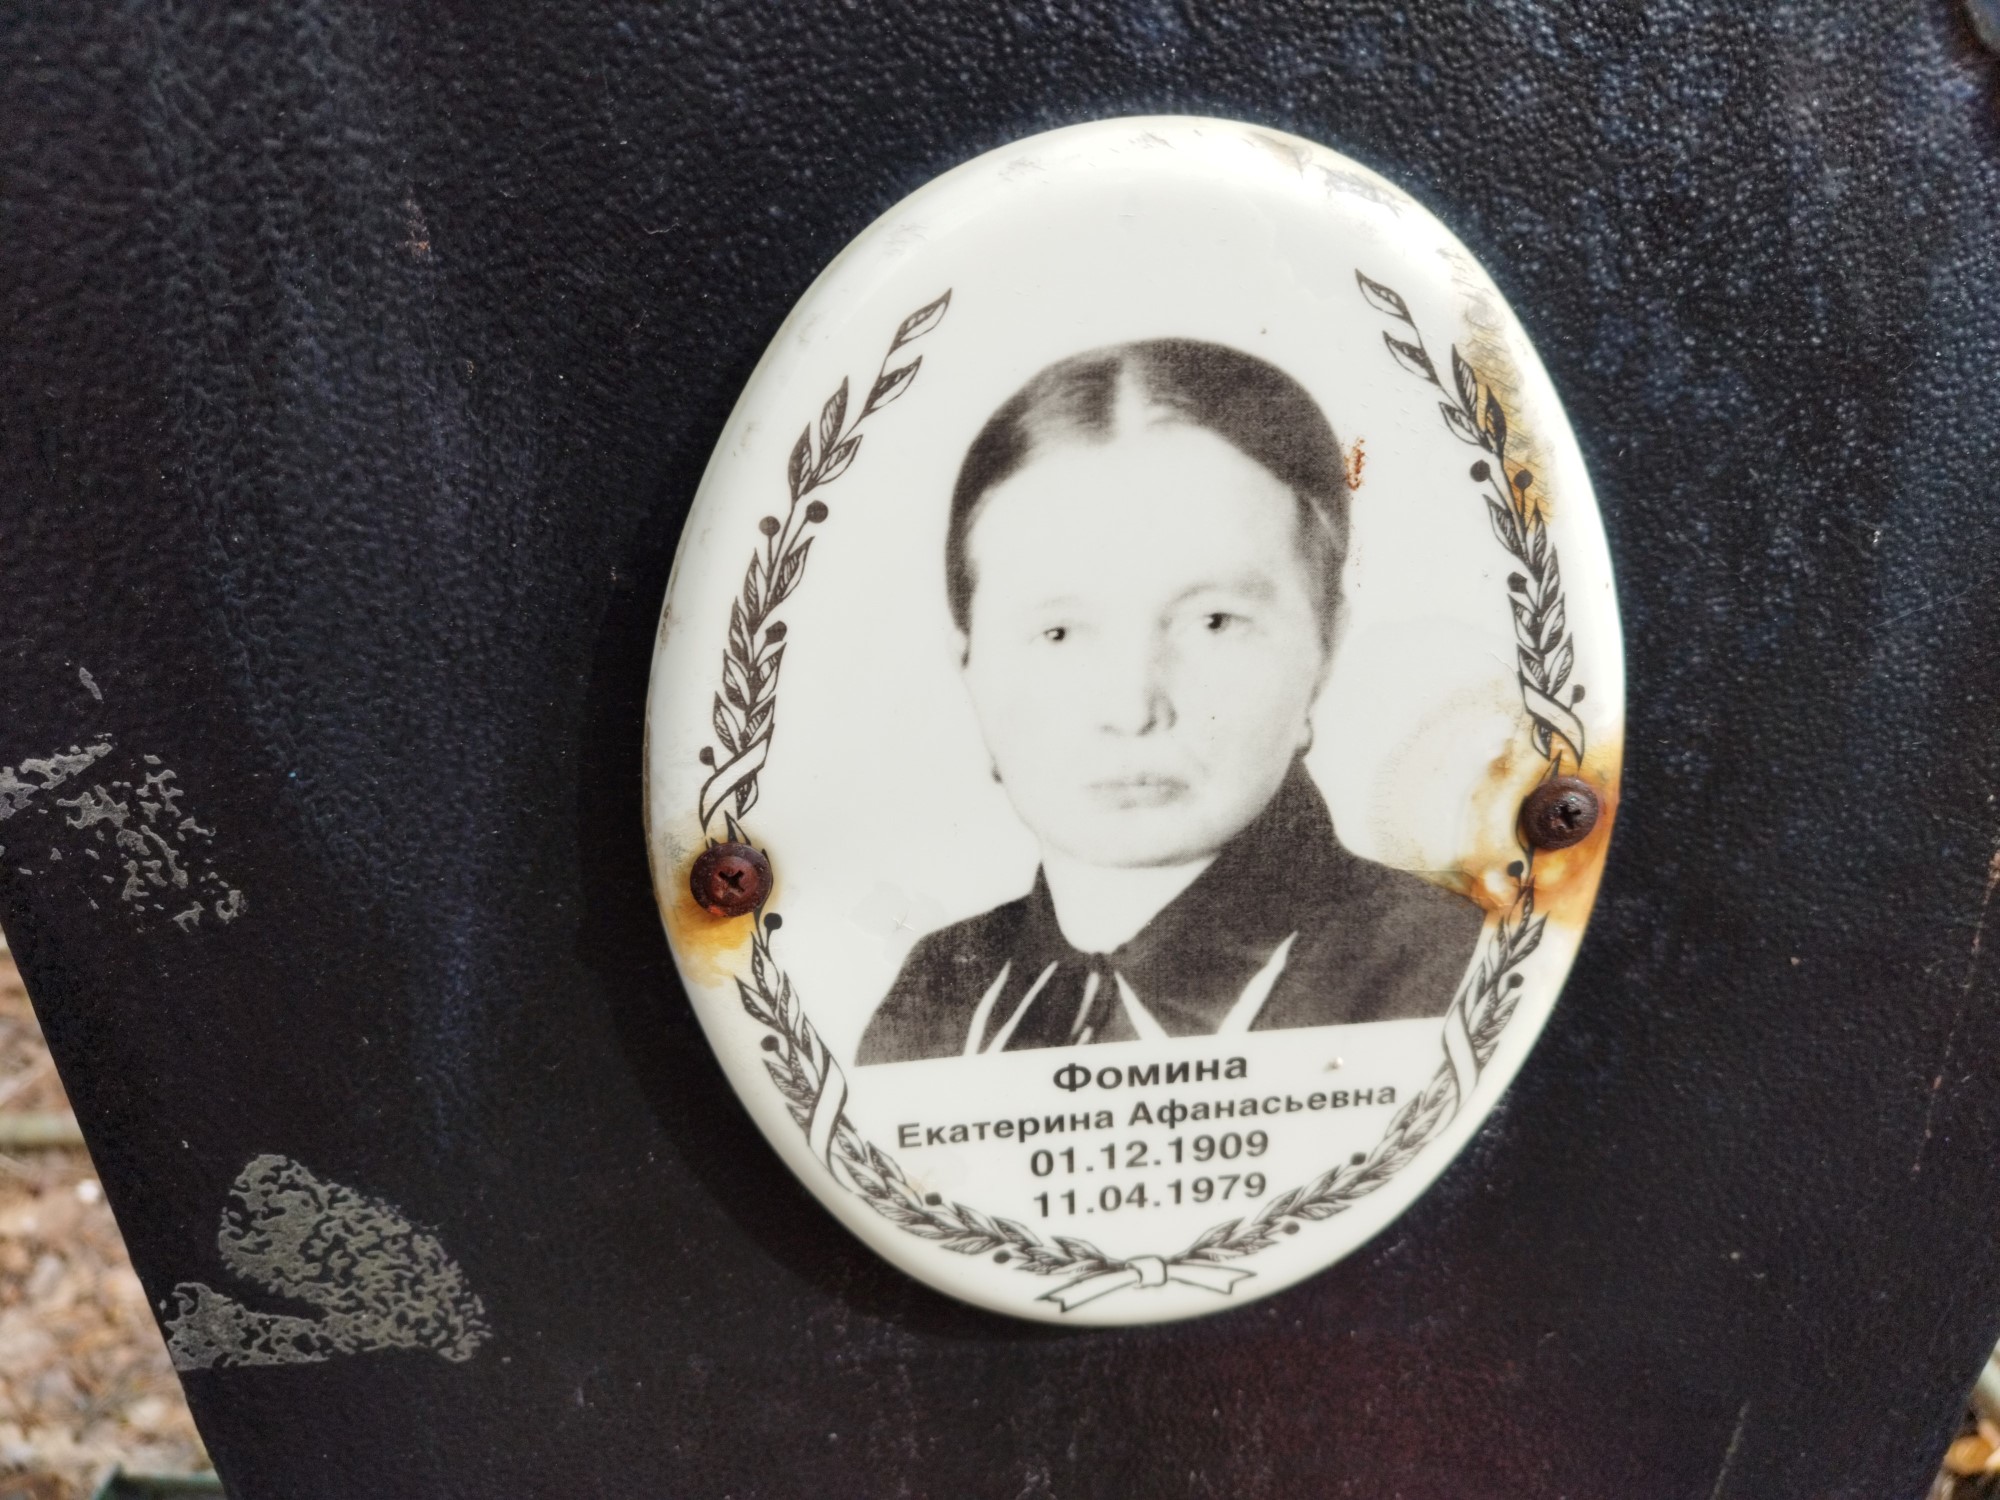 Фомина
Екатерина Афанасьевна
01.12.1909
11.04.1979